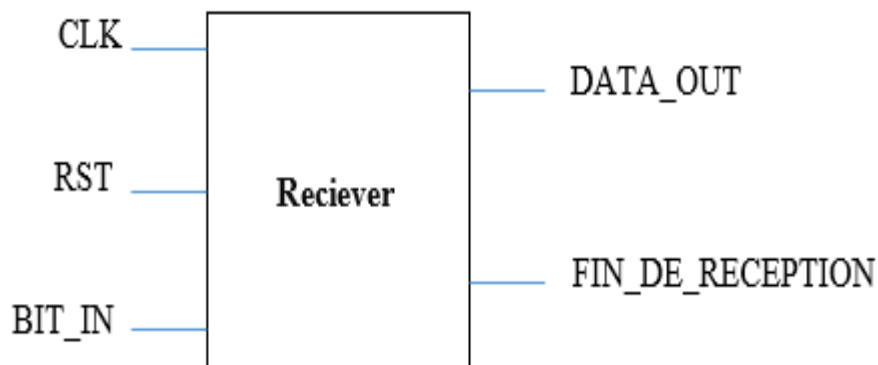 CLK
DATA_OUT
RST
Reciever
FIN_DE_RECEPTION
BIT_IN